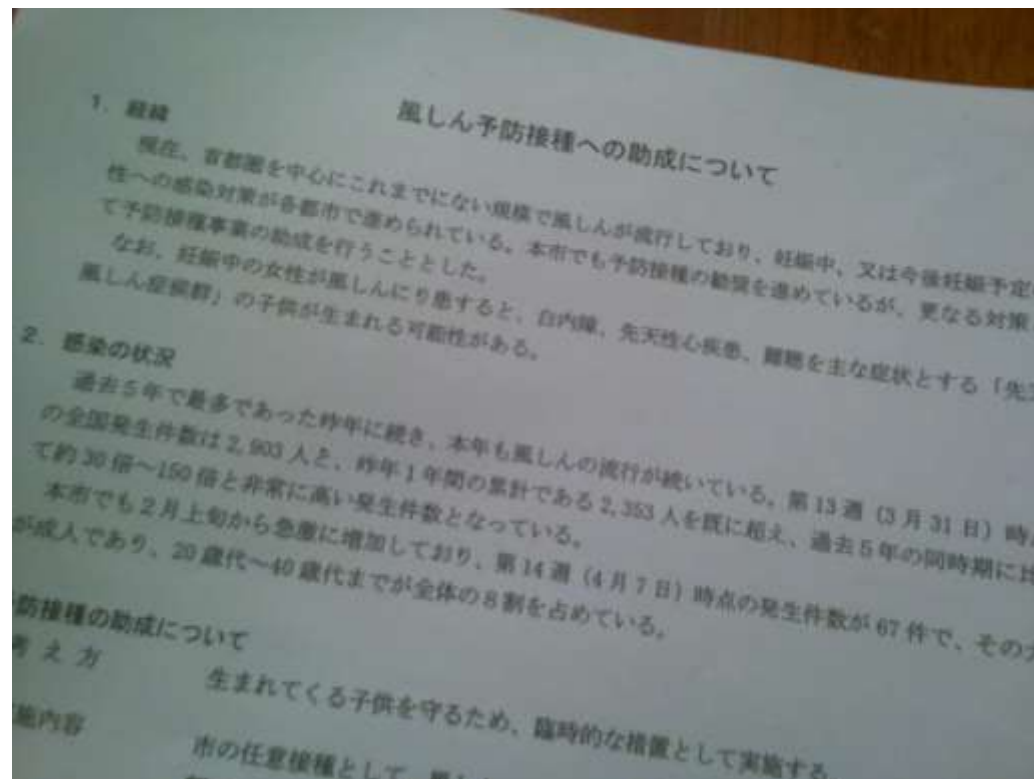 風しん予防接種への助成について
1. 経緯
現在、首都圏を中心にこれまでにない規模で風しんが流行しており、妊娠中、又は今後妊娠予定
性への感染対策が各都市で進められている。本市でも予防接種の勧奨を進めているが、更なる対策
て予防接種事業の助成を行うこととした。
なお、妊娠中の女性が風しんにり患すると、白内障、先天性心疾患、難聴を主な症状とする「先天
風しん症候群」の子供が生まれる可能性がある。
2. 感染の状況
過去5年で最多であった昨年に続き、本年も風しんの流行が続いている。第13週（3月31日）時
の全国発生件数は2,903人と、昨年1年間の累計である2,353人を既に超え、過去5年の同時期に比
て約30倍～150倍と非常に高い発生件数となっている。
本市でも2月上旬から急激に増加しており、第14週（4月7日）時点の発生件数が67件で、その
が成人であり、20歳代～40歳代までが全体の8割を占めている。
防接種の助成について
考え方 生まれてくる子供を守るため、臨時的な措置として実施する
施内容 市の任意接種として、風し